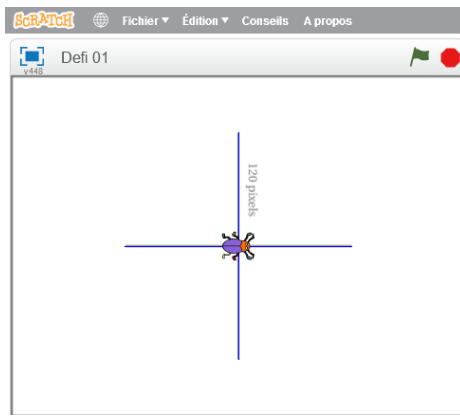 SCRATCH Fichier Édition Conseils A propos
v448 Defi 01
120 pixels